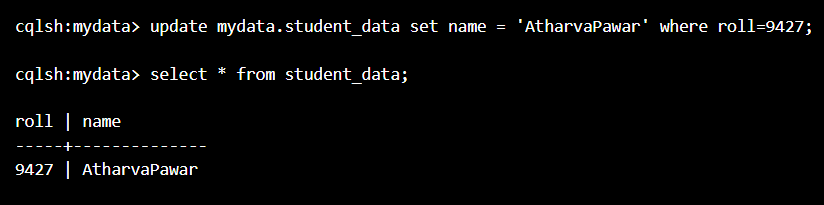 cqlsh:mydata> update mydata.student_data set name = 'AtharvaPawar' where roll=9427;
cqlsh:mydata> select * from student_data;
roll | name
-----+--------------
9427 | AtharvaPawar